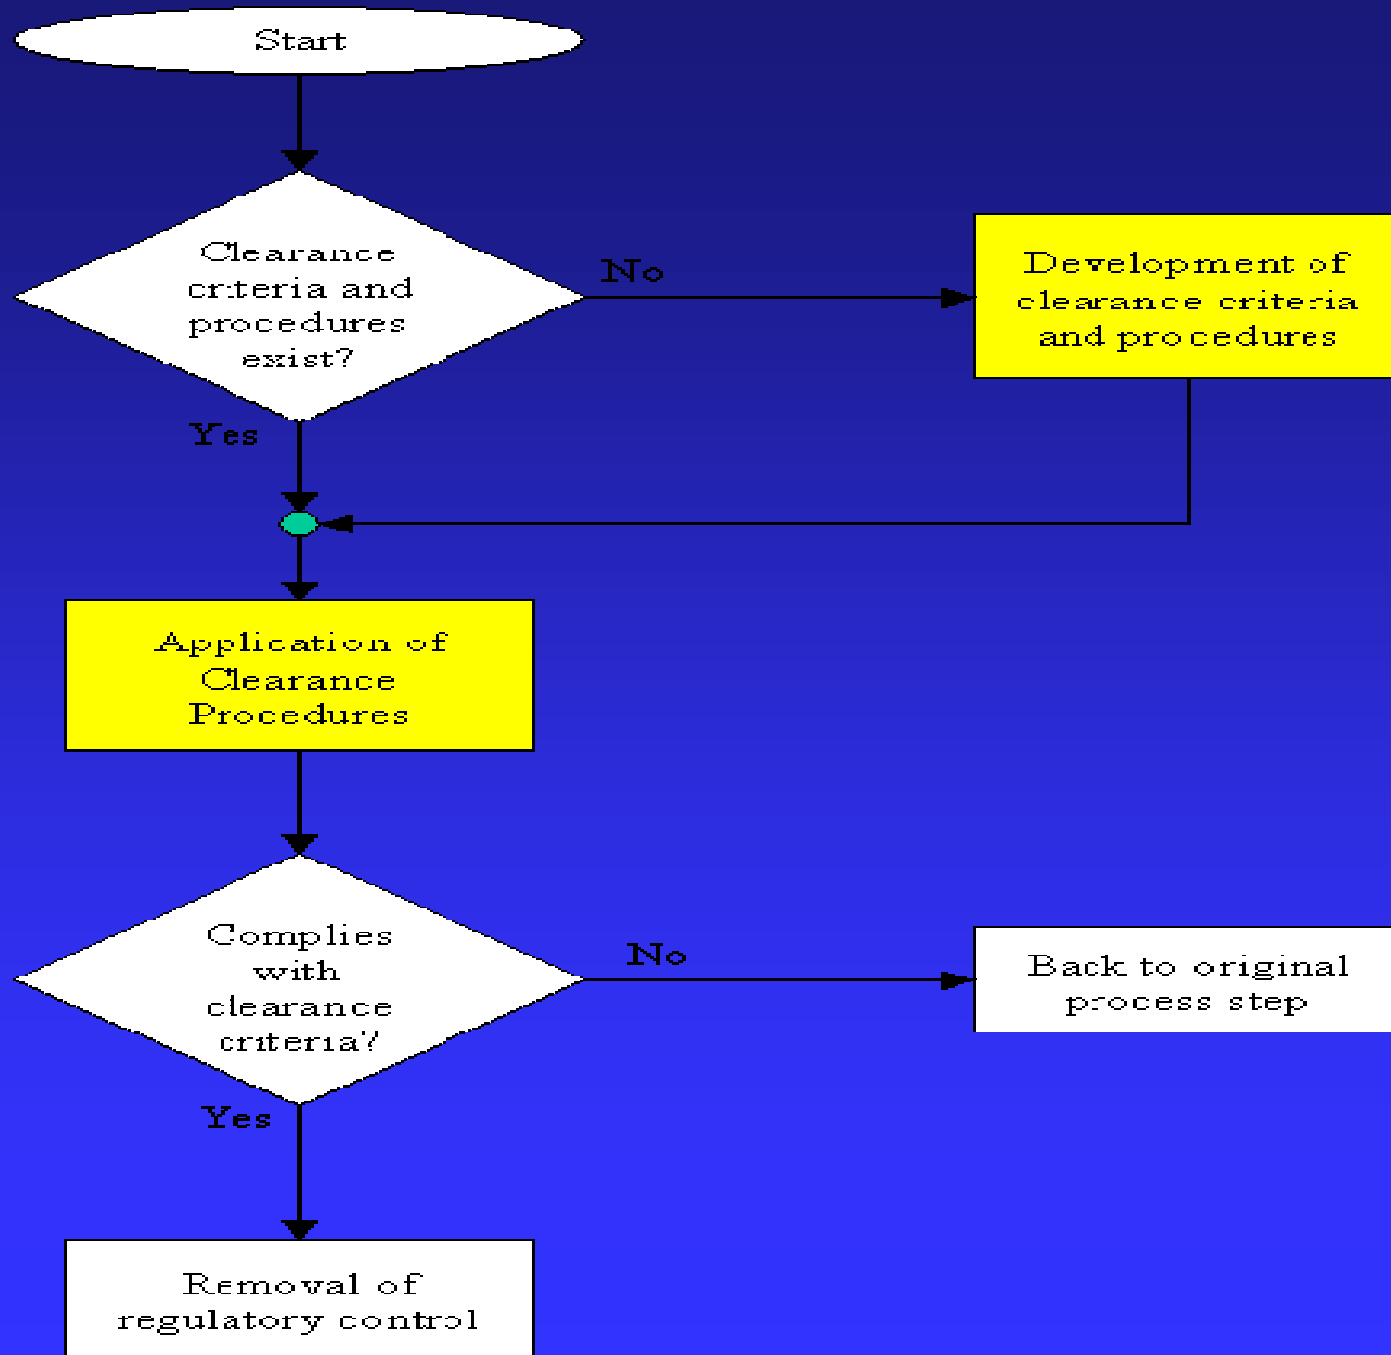 Start
Clearance
criteria and
procedures
exist?
No
Development of
clearance criteria
and procedures
Yes
Application of
Clearance
Procedures
Complies
with
clearance
criteria?
No
Back to original
process step
Yes
Removal of
regulatory control